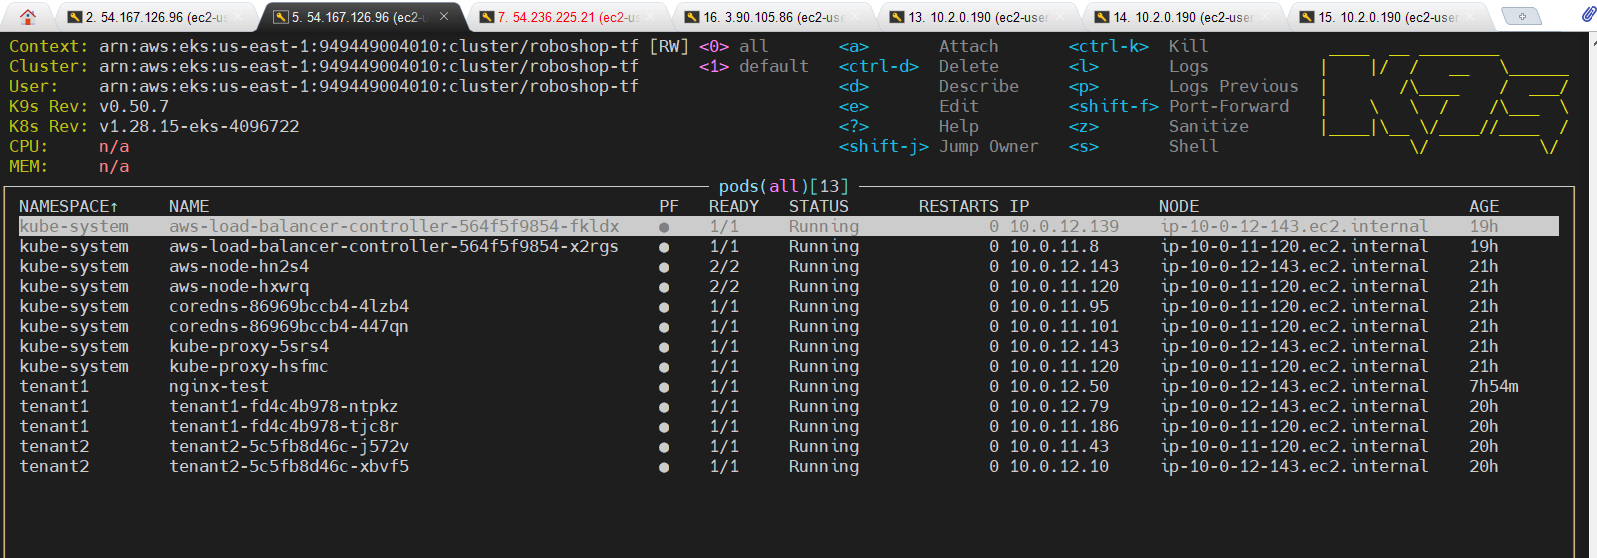 2. 54.167.126.96 (ec2-us
5. 54.167.126.96 (ec2-us
7. 54.236.225.21 (ec2-us
16. 3.90.105.86 (ec2-user
13. 10.2.0.190 (ec2-user
14. 10.2.0.190 (ec2-user
15. 10.2.0.190 (ec2-user
Context: arn:aws:eks:us-east-1:949449004010:cluster/roboshop-tf [RW] <0> all <a> Attach <ctrl-k> Kill
Cluster: arn:aws:eks:us-east-1:949449004010:cluster/roboshop-tf <1> default <ctrl-d> Delete <l> Logs
User: arn:aws:eks:us-east-1:949449004010:cluster/roboshop-tf <d> Describe <p> Logs Previous
K9s Rev: v0.50.7 <e> Edit <shift-f> Port-Forward
K8s Rev: v1.28.15-eks-4096722 <?> Help <z> Sanitize
CPU: n/a <shift-j> Jump Owner <s> Shell
MEM: n/a
K9s
pods(all)[13]
NAMESPACE↑ NAME PF READY STATUS RESTARTS IP NODE AGE
kube-system aws-load-balancer-controller-564f5f9854-fkldx ● 1/1 Running 0 10.0.12.139 ip-10-0-12-143.ec2.internal 19h
kube-system aws-load-balancer-controller-564f5f9854-x2rgs ● 1/1 Running 0 10.0.11.8 ip-10-0-11-120.ec2.internal 19h
kube-system aws-node-hn2s4 ● 2/2 Running 0 10.0.12.143 ip-10-0-12-143.ec2.internal 21h
kube-system aws-node-hxwrq ● 2/2 Running 0 10.0.11.120 ip-10-0-11-120.ec2.internal 21h
kube-system coredns-86969bccb4-4lzb4 ● 1/1 Running 0 10.0.11.95 ip-10-0-11-120.ec2.internal 21h
kube-system coredns-86969bccb4-447qn ● 1/1 Running 0 10.0.11.101 ip-10-0-11-120.ec2.internal 21h
kube-system kube-proxy-5srs4 ● 1/1 Running 0 10.0.12.143 ip-10-0-12-143.ec2.internal 21h
kube-system kube-proxy-hsfmc ● 1/1 Running 0 10.0.11.120 ip-10-0-11-120.ec2.internal 21h
tenant1 nginx-test ● 1/1 Running 0 10.0.12.50 ip-10-0-12-143.ec2.internal 7h54m
tenant1 tenant1-fd4c4b978-ntpkz ● 1/1 Running 0 10.0.12.79 ip-10-0-12-143.ec2.internal 20h
tenant1 tenant1-fd4c4b978-tjc8r ● 1/1 Running 0 10.0.11.186 ip-10-0-11-120.ec2.internal 20h
tenant2 tenant2-5c5fb8d46c-j572v ● 1/1 Running 0 10.0.11.43 ip-10-0-11-120.ec2.internal 20h
tenant2 tenant2-5c5fb8d46c-xbvf5 ● 1/1 Running 0 10.0.12.10 ip-10-0-12-143.ec2.internal 20h